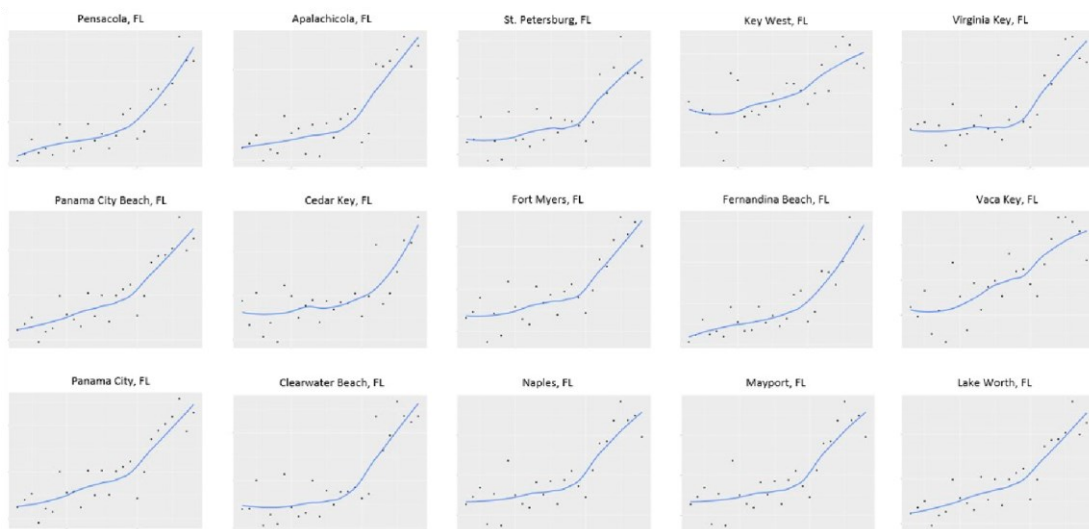 Pensacola, FL
Apalachicola, FL
St. Petersburg, FL
Key West, FL
Virginia Key, FL
Panama City Beach, FL
Cedar Key, FL
Fort Myers, FL
Fernandina Beach, FL
Vaca Key, FL
Panama City, FL
Clearwater Beach, FL
Naples, FL
Mayport, FL
Lake Worth, FL